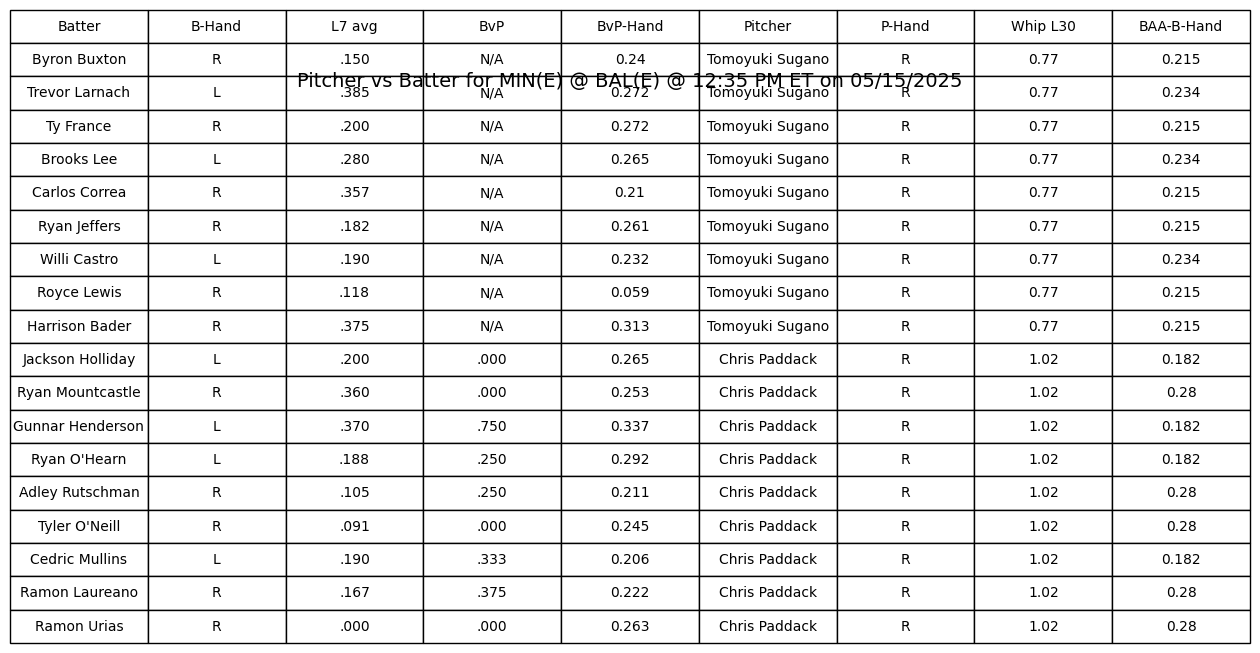 Batter B-Hand L7 avg BvP BvP-Hand Pitcher P-Hand Whip L30 BAA-B-Hand
Byron Buxton R .150 N/A 0.24 Tomoyuki Sugano R 0.77 0.215
Pitcher vs Batter for MIN(E) @ BAL(E) @ 12:35 PM ET on 05/15/2025
Trevor Larnach L .385 N/A 0.272 Tomoyuki Sugano R 0.77 0.234
Ty France R .200 N/A 0.272 Tomoyuki Sugano R 0.77 0.215
Brooks Lee L .280 N/A 0.265 Tomoyuki Sugano R 0.77 0.234
Carlos Correa R .357 N/A 0.21 Tomoyuki Sugano R 0.77 0.215
Ryan Jeffers R .182 N/A 0.261 Tomoyuki Sugano R 0.77 0.215
Willi Castro L .190 N/A 0.232 Tomoyuki Sugano R 0.77 0.234
Royce Lewis R .118 N/A 0.059 Tomoyuki Sugano R 0.77 0.215
Harrison Bader R .375 N/A 0.313 Tomoyuki Sugano R 0.77 0.215
Jackson Holliday L .200 .000 0.265 Chris Paddack R 1.02 0.182
Ryan Mountcastle R .360 .000 0.253 Chris Paddack R 1.02 0.28
Gunnar Henderson L .370 .750 0.337 Chris Paddack R 1.02 0.182
Ryan O'Hearn L .188 .250 0.292 Chris Paddack R 1.02 0.182
Adley Rutschman R .105 .250 0.211 Chris Paddack R 1.02 0.28
Tyler O'Neill R .091 .000 0.245 Chris Paddack R 1.02 0.28
Cedric Mullins L .190 .333 0.206 Chris Paddack R 1.02 0.182
Ramon Laureano R .167 .375 0.222 Chris Paddack R 1.02 0.28
Ramon Urias R .000 .000 0.263 Chris Paddack R 1.02 0.28